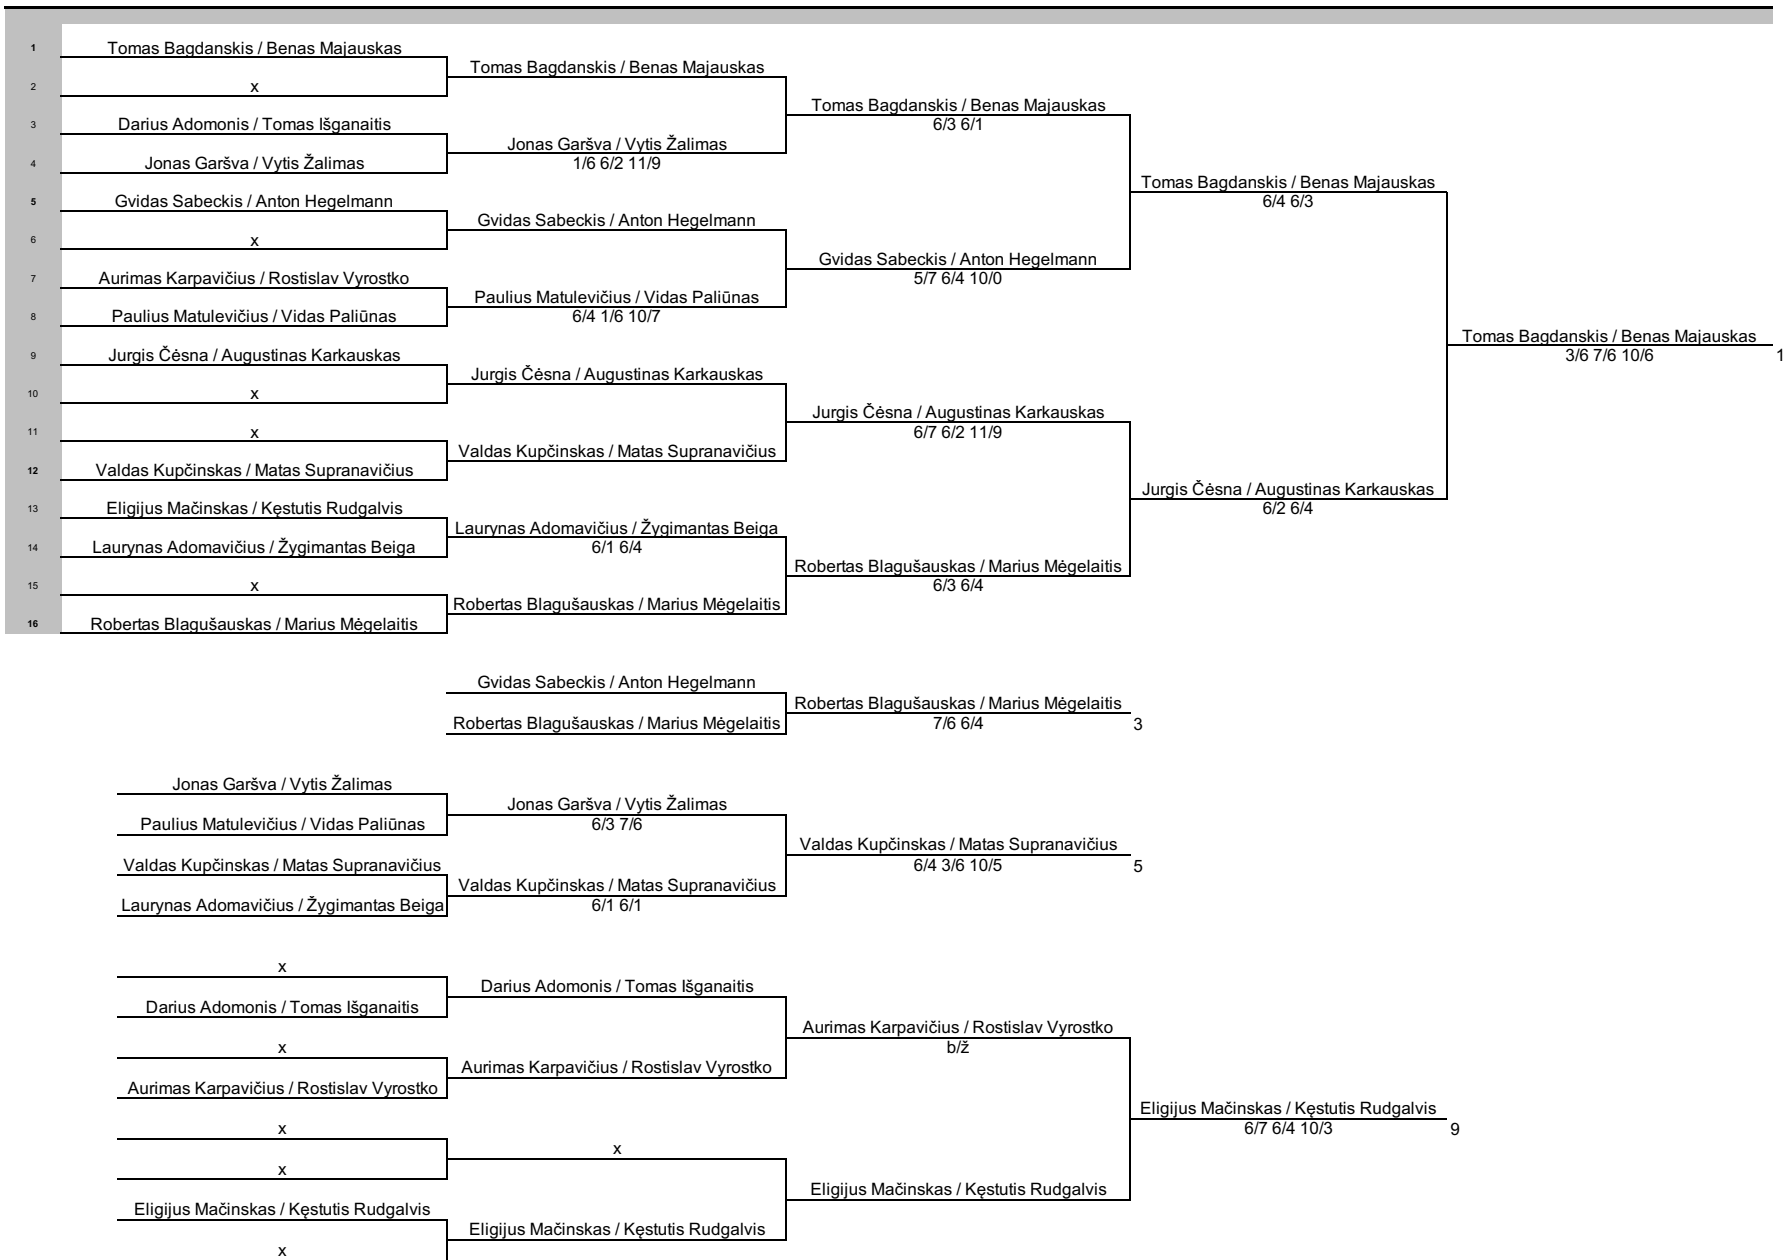 1 Tomas Bagdanskis / Benas Majauskas
Tomas Bagdanskis / Benas Majauskas
2 x
Tomas Bagdanskis / Benas Majauskas
6/3 6/1
3 Darius Adomonis / Tomas Išganaitis
Jonas Garšva / Vytis Žalimas
1/6 6/2 11/9
4 Jonas Garšva / Vytis Žalimas
Tomas Bagdanskis / Benas Majauskas
6/4 6/3
5 Gvidas Sabeckis / Anton Hegelmann
Gvidas Sabeckis / Anton Hegelmann
6 x
Gvidas Sabeckis / Anton Hegelmann
5/7 6/4 10/0
7 Aurimas Karpavičius / Rostislav Vyrostko
Paulius Matulevičius / Vidas Paliūnas
6/4 1/6 10/7
8 Paulius Matulevičius / Vidas Paliūnas
Tomas Bagdanskis / Benas Majauskas
3/6 7/6 10/6 1
9 Jurgis Čėsna / Augustinas Karkauskas
Jurgis Čėsna / Augustinas Karkauskas
10 x
Jurgis Čėsna / Augustinas Karkauskas
6/7 6/2 11/9
11 x
Valdas Kupčinskas / Matas Supranavičius
12 Valdas Kupčinskas / Matas Supranavičius
Jurgis Čėsna / Augustinas Karkauskas
6/2 6/4
13 Eligijus Mačinskas / Kęstutis Rudgalvis
Laurynas Adomavičius / Žygimantas Beiga
6/1 6/4
14 Laurynas Adomavičius / Žygimantas Beiga
Robertas Blagušauskas / Marius Mėgelaitis
6/3 6/4
15 x
Robertas Blagušauskas / Marius Mėgelaitis
16 Robertas Blagušauskas / Marius Mėgelaitis
Gvidas Sabeckis / Anton Hegelmann
Robertas Blagušauskas / Marius Mėgelaitis
Robertas Blagušauskas / Marius Mėgelaitis
7/6 6/4 3
Jonas Garšva / Vytis Žalimas
Jonas Garšva / Vytis Žalimas
6/3 7/6
Paulius Matulevičius / Vidas Paliūnas
Valdas Kupčinskas / Matas Supranavičius
6/4 3/6 10/5 5
Valdas Kupčinskas / Matas Supranavičius
Valdas Kupčinskas / Matas Supranavičius
6/1 6/1
Laurynas Adomavičius / Žygimantas Beiga
x
Darius Adomonis / Tomas Išganaitis
Darius Adomonis / Tomas Išganaitis
Aurimas Karpavičius / Rostislav Vyrostko
b/ž
x
Aurimas Karpavičius / Rostislav Vyrostko
Aurimas Karpavičius / Rostislav Vyrostko
Eligijus Mačinskas / Kęstutis Rudgalvis
6/7 6/4 10/3 9
x
x
x
Eligijus Mačinskas / Kęstutis Rudgalvis
Eligijus Mačinskas / Kęstutis Rudgalvis
Eligijus Mačinskas / Kęstutis Rudgalvis
x